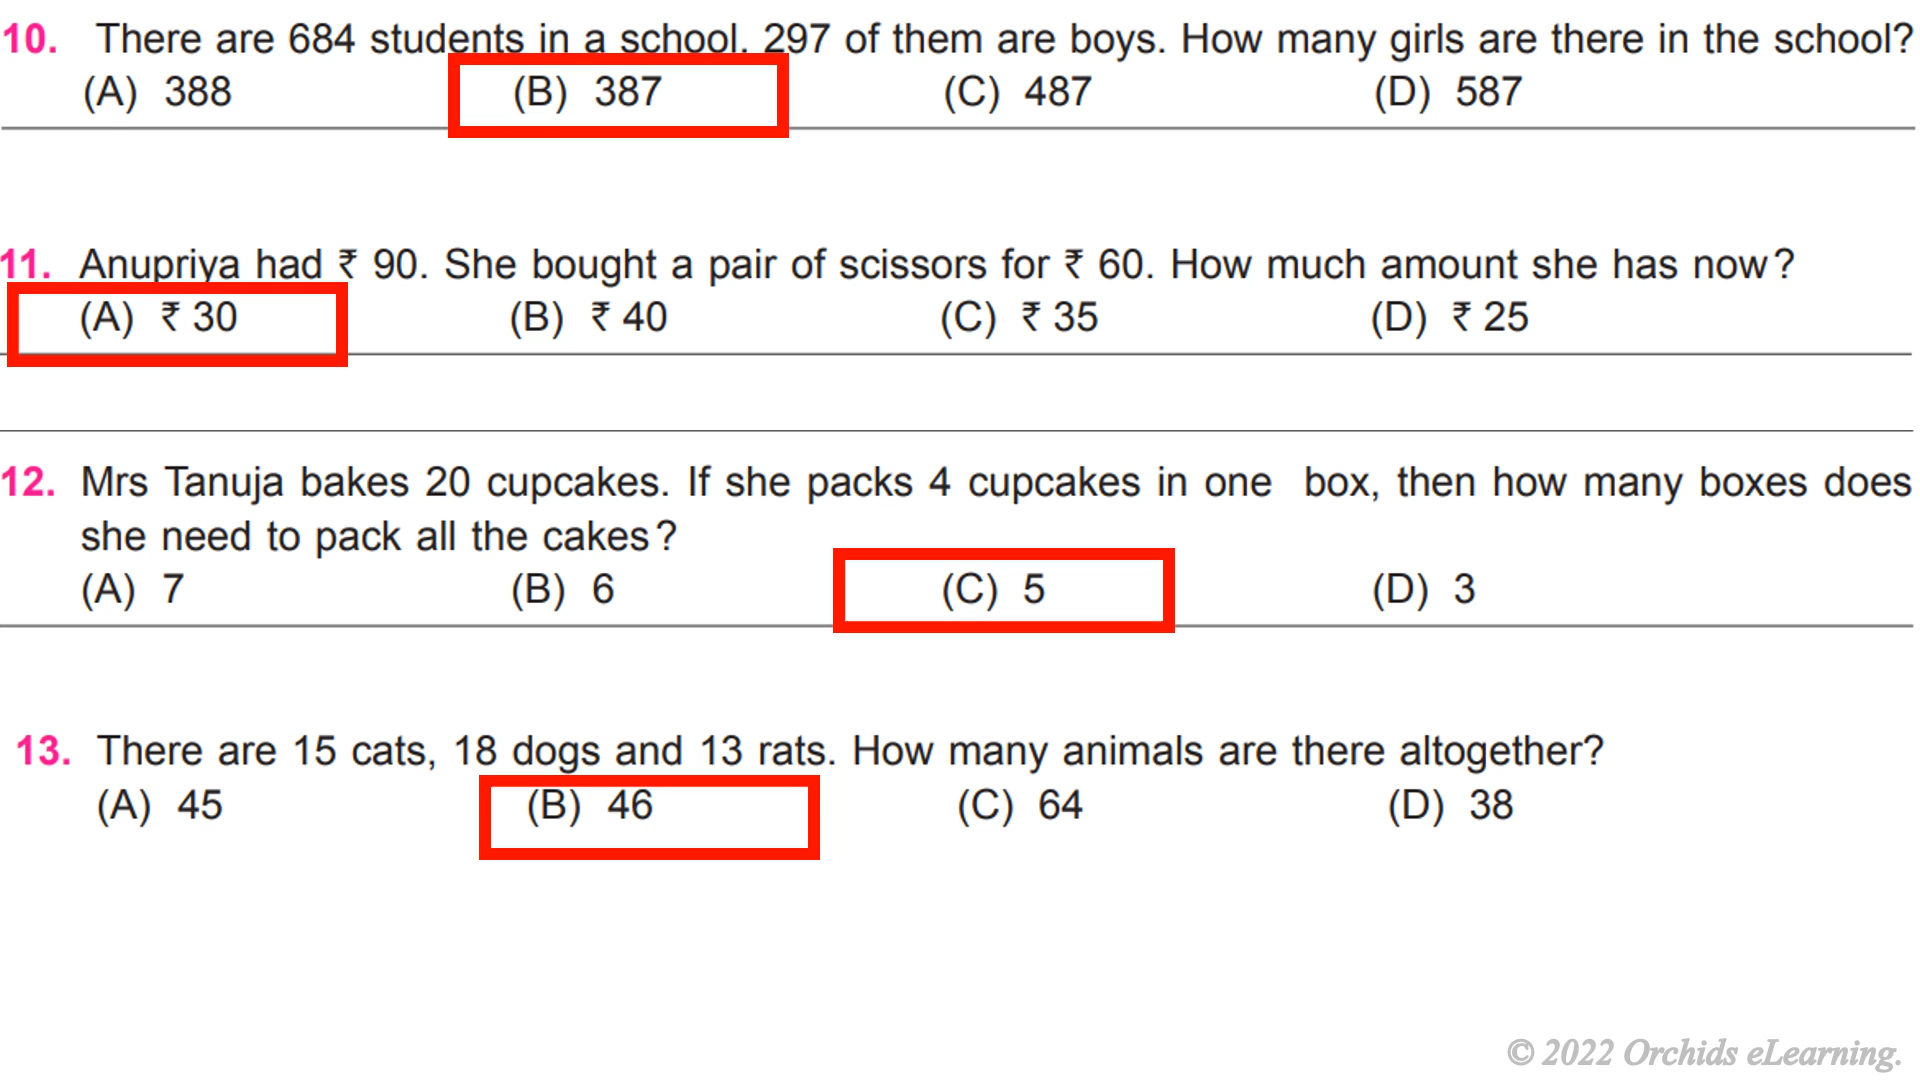 10. There are 684 students in a school. 297 of them are boys. How many girls are there in the school?
(A) 388 (B) 387 (C) 487 (D) 587
11. Anupriya had ₹ 90. She bought a pair of scissors for ₹ 60. How much amount she has now?
(A) ₹ 30 (B) ₹ 40 (C) ₹ 35 (D) ₹ 25
12. Mrs Tanuja bakes 20 cupcakes. If she packs 4 cupcakes in one box, then how many boxes does
she need to pack all the cakes?
(A) 7 (B) 6 (C) 5 (D) 3
13. There are 15 cats, 18 dogs and 13 rats. How many animals are there altogether?
(A) 45 (B) 46 (C) 64 (D) 38
© 2022 Orchids eLearning.